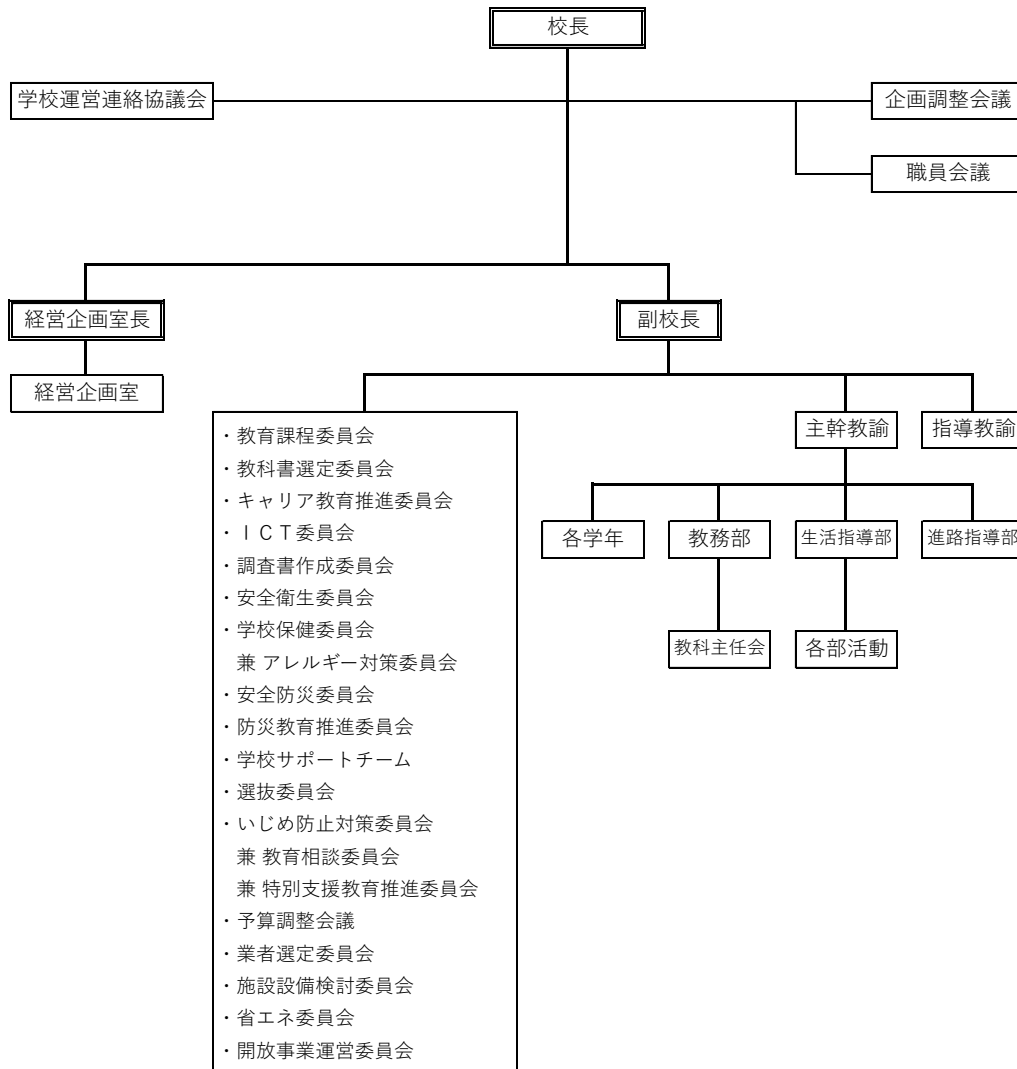 校長
学校運営連絡協議会
企画調整会議
職員会議
経営企画室長
副校長
経営企画室
主幹教諭
指導教諭
・教育課程委員会
・教科書選定委員会
・キャリア教育推進委員会
・ＩＣＴ委員会
・調査書作成委員会
・安全衛生委員会
・学校保健委員会
兼 アレルギー対策委員会
・安全防災委員会
・防災教育推進委員会
・学校サポートチーム
・選抜委員会
・いじめ防止対策委員会
兼 教育相談委員会
兼 特別支援教育推進委員会
・予算調整会議
・業者選定委員会
・施設設備検討委員会
・省エネ委員会
・開放事業運営委員会
各学年
教務部
生活指導部
進路指導部
教科主任会
各部活動